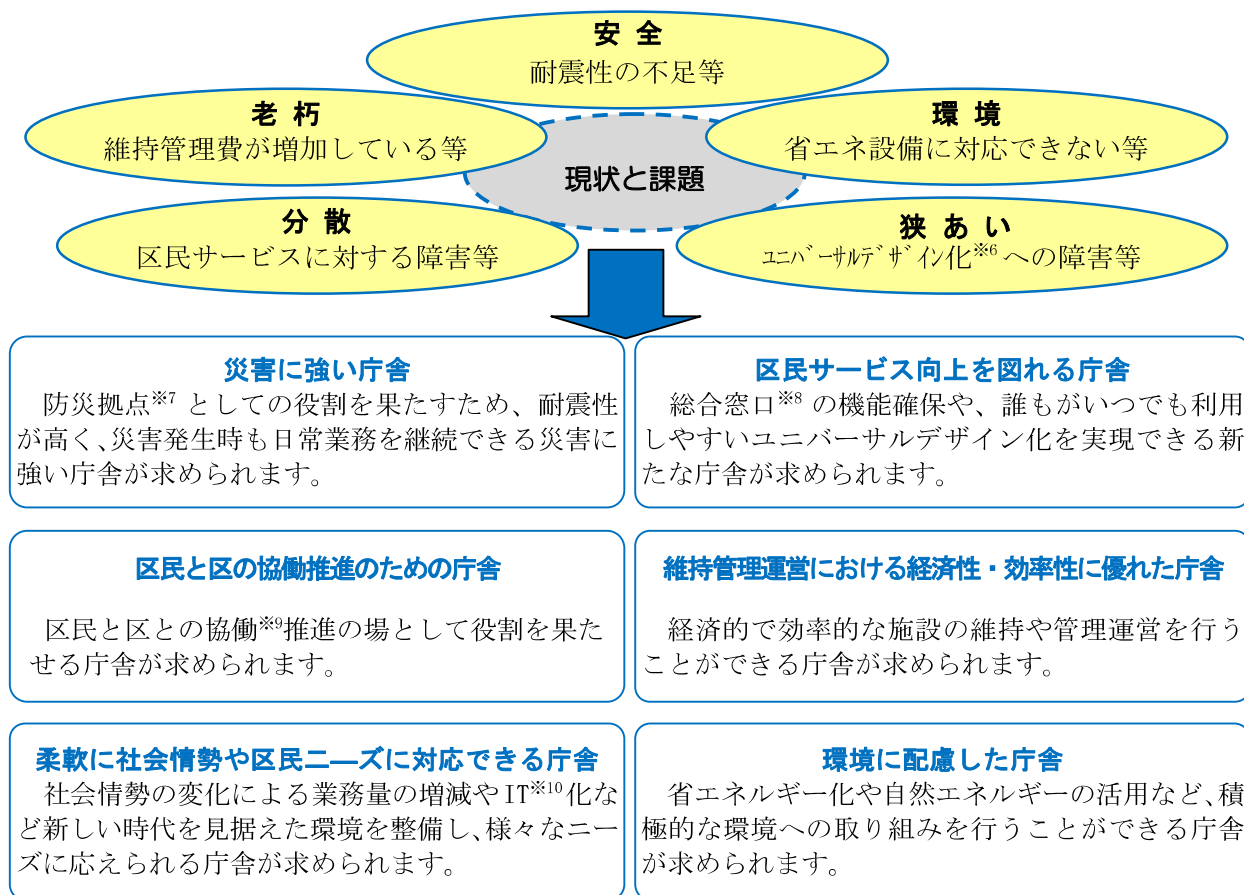 安 全
耐震性の不足等
老 朽
維持管理費が増加している等
環 境
省エネ設備に対応できない等
現状と課題
分 散
区民サービスに対する障害等
狭 あ い
ユニバーサルデザイン化※6への障害等
災害に強い庁舎
防災拠点※7 としての役割を果たすため、耐震性
が高く、災害発生時も日常業務を継続できる災害に
強い庁舎が求められます。
区民サービス向上を図れる庁舎
総合窓口※8 の機能確保や、誰もがいつでも利用
しやすいユニバーサルデザイン化を実現できる新
たな庁舎が求められます。
区民と区の協働推進のための庁舎
区民と区との協働※9推進の場として役割を果た
せる庁舎が求められます。
維持管理運営における経済性・効率性に優れた庁舎
経済的で効率的な施設の維持や管理運営を行う
ことができる庁舎が求められます。
柔軟に社会情勢や区民ニ―ズに対応できる庁舎
社会情勢の変化による業務量の増減や IT※10化な
ど新しい時代を見据えた環境を整備し、様々なニー
ズに応えられる庁舎が求められます。
環境に配慮した庁舎
省エネルギー化や自然エネルギーの活用など、積
極的な環境への取り組みを行うことができる庁舎
が求められます。